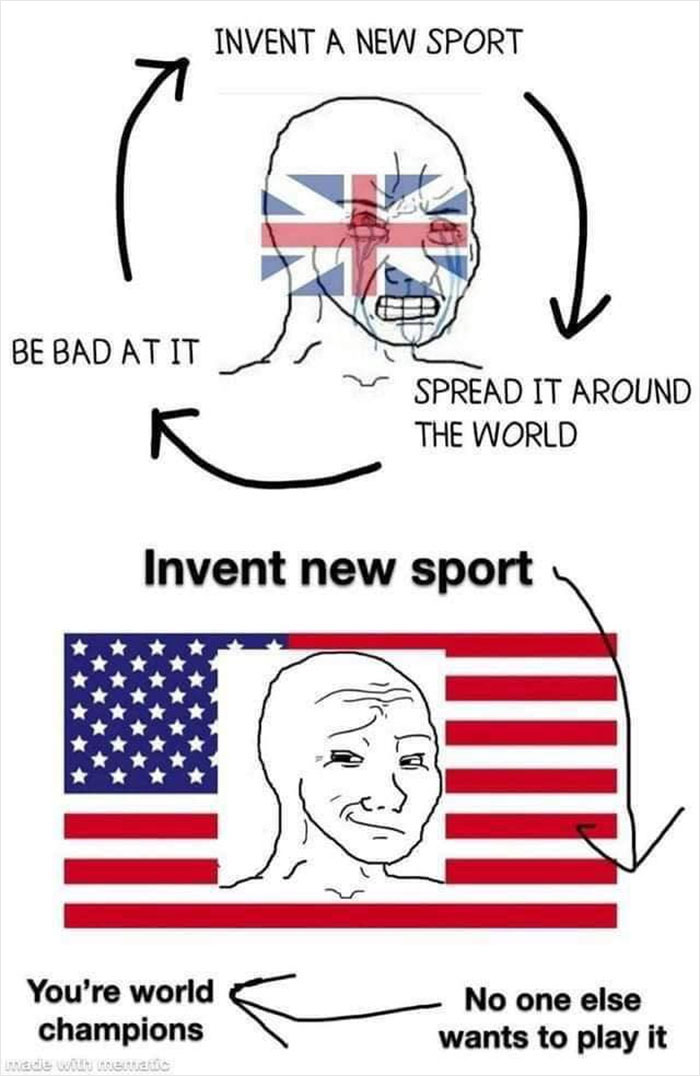 INVENT A NEW SPORT
BE BAD AT IT
SPREAD IT AROUND
THE WORLD
Invent new sport
You're world
champions
No one else
wants to play it
made with mematic